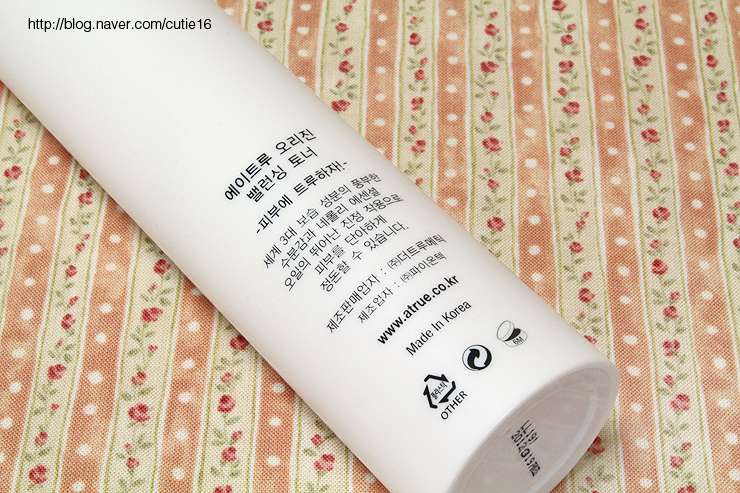 http://blog.naver.com/cutie16
에이트루 오리진
밸런싱 토너
-피부에 트루하자!-
세계 3대 보습 성분의 풍부한
수분감과 네롤리 에센셜
오일의 뛰어난 진정 작용으로
피부를 단아하게
정돈할 수 있습니다.
제조판매업자 : ㈜더트루메틱
제조업자 : ㈜파이온텍
www.atrue.co.kr
Made In Korea
6M
플라스틱
OTHER